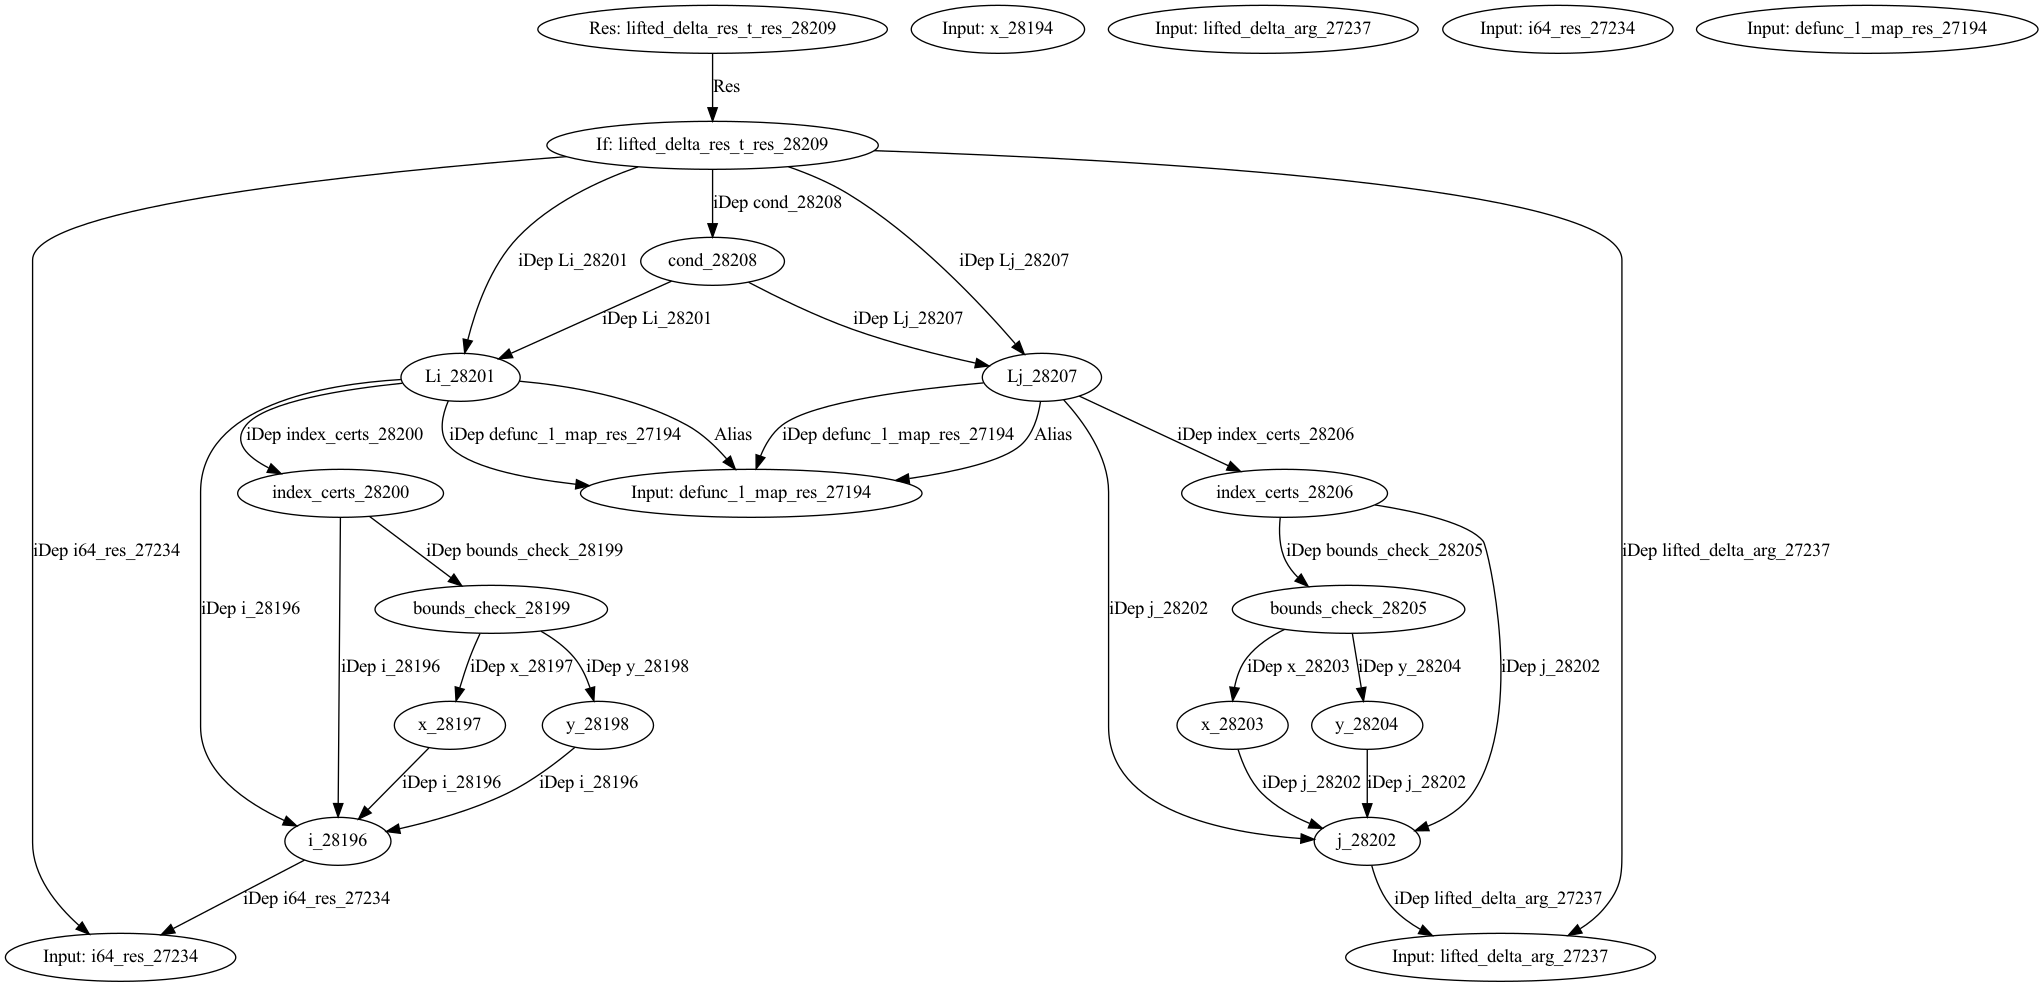 Res: lifted_delta_res_t_res_28209
Input: x_28194
Input: lifted_delta_arg_27237
Input: i64_res_27234
Input: defunc_1_map_res_27194
Res
If: lifted_delta_res_t_res_28209
iDep cond_28208
iDep Li_28201
cond_28208
iDep Lj_28207
iDep Li_28201
iDep Lj_28207
Li_28201
Lj_28207
iDep index_certs_28200
iDep defunc_1_map_res_27194
Alias
iDep defunc_1_map_res_27194
Alias
iDep index_certs_28206
index_certs_28200
Input: defunc_1_map_res_27194
index_certs_28206
iDep i64_res_27234
iDep bounds_check_28199
iDep bounds_check_28205
iDep lifted_delta_arg_27237
iDep i_28196
bounds_check_28199
iDep j_28202
bounds_check_28205
iDep i_28196
iDep x_28197
iDep y_28198
iDep x_28203
iDep y_28204
iDep j_28202
x_28197
y_28198
x_28203
y_28204
iDep i_28196
iDep i_28196
iDep j_28202
iDep j_28202
i_28196
j_28202
iDep i64_res_27234
iDep lifted_delta_arg_27237
Input: i64_res_27234
Input: lifted_delta_arg_27237